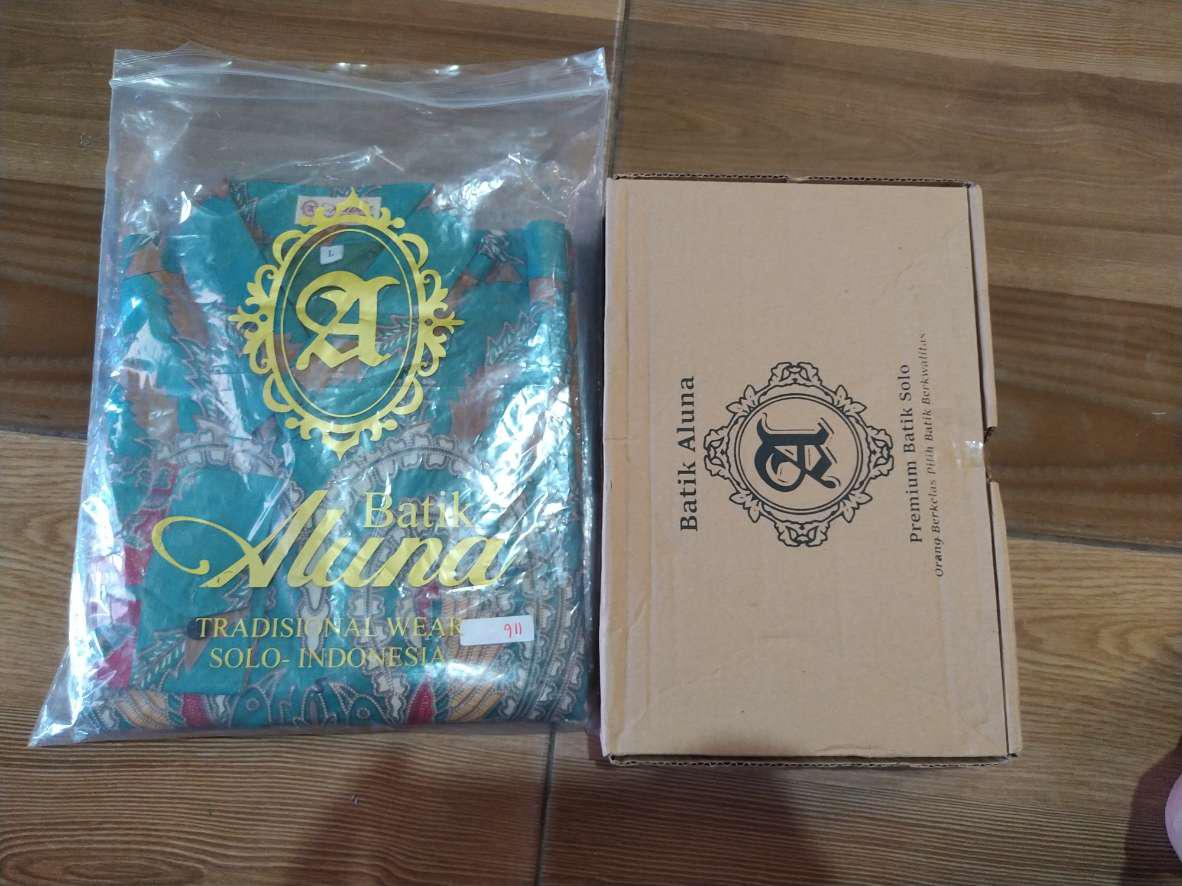 L
A
Batik
Aluna
TRADISIONAL WEAR
SOLO- INDONESIA
911
Batik Aluna
A
Premium Batik Solo
Orang Berkelas Pilih Batik Berkwalitas